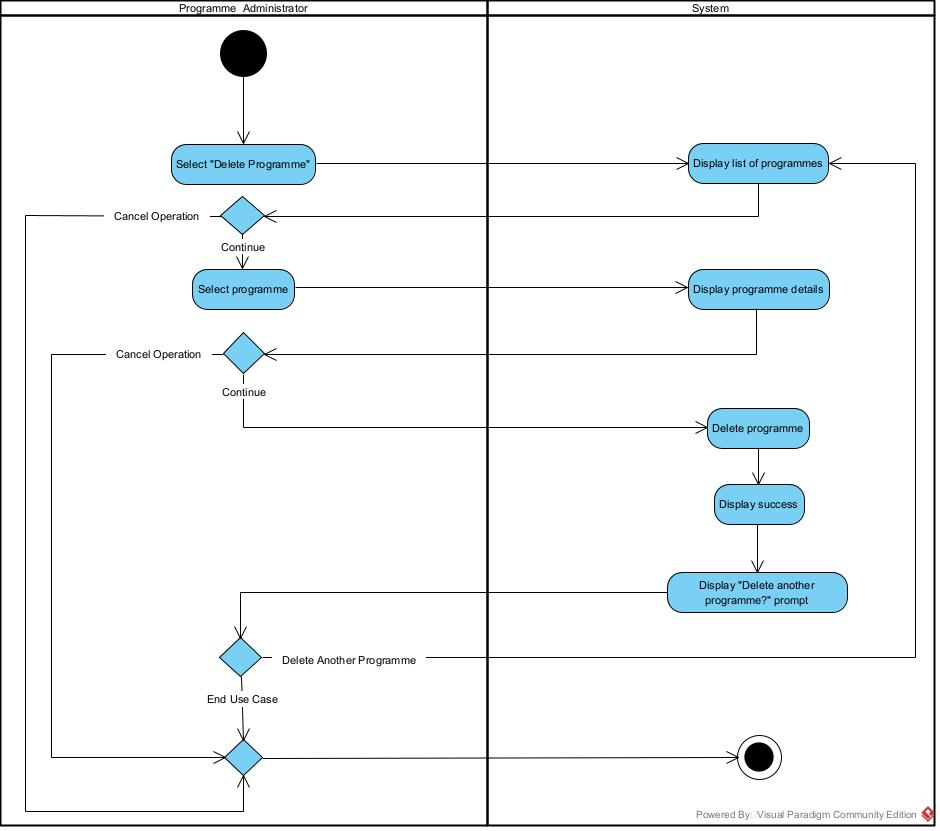 Programme Administrator
System
Select "Delete Programme"
Display list of programmes
Cancel Operation
Continue
Select programme
Display programme details
Cancel Operation
Continue
Delete programme
Display success
Display "Delete another
programme?" prompt
Delete Another Programme
End Use Case
Powered By Visual Paradigm Community Edition